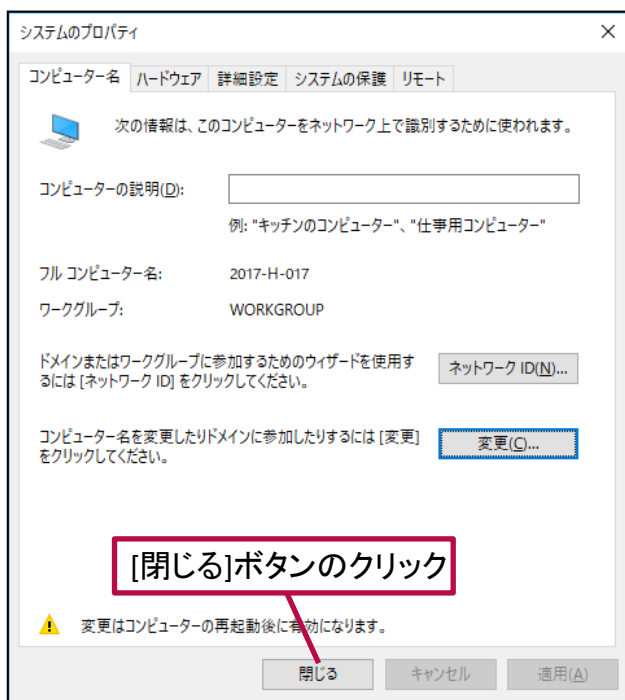 システムのプロパティ
コンピューター名 ハードウェア 詳細設定 システムの保護 リモート
次の情報は、このコンピューターをネットワーク上で識別するために使われます。
コンピューターの説明(D):
例: "キッチンのコンピューター"、"仕事用コンピューター"
フル コンピューター名: 2017-H-017
ワークグループ: WORKGROUP
ドメインまたはワークグループに参加するためのウィザードを使用す
るには [ネットワーク ID] をクリックしてください。
ネットワーク ID(N)...
コンピューター名を変更したりドメインに参加したりするには [変更]
をクリックしてください。
変更(C)...
[閉じる]ボタンのクリック
変更はコンピューターの再起動後に有効になります。
閉じる キャンセル 適用(A)